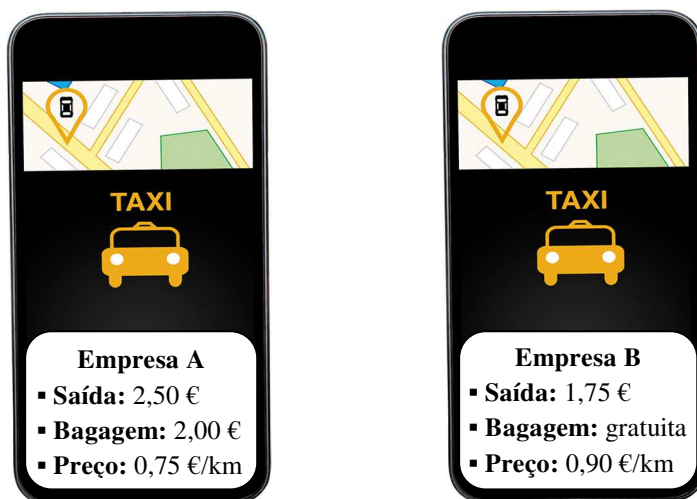 TAXI
Empresa A
▪ Saída: 2,50 €
▪ Bagagem: 2,00 €
▪ Preço: 0,75 €/km
TAXI
Empresa B
▪ Saída: 1,75 €
▪ Bagagem: gratuita
▪ Preço: 0,90 €/km